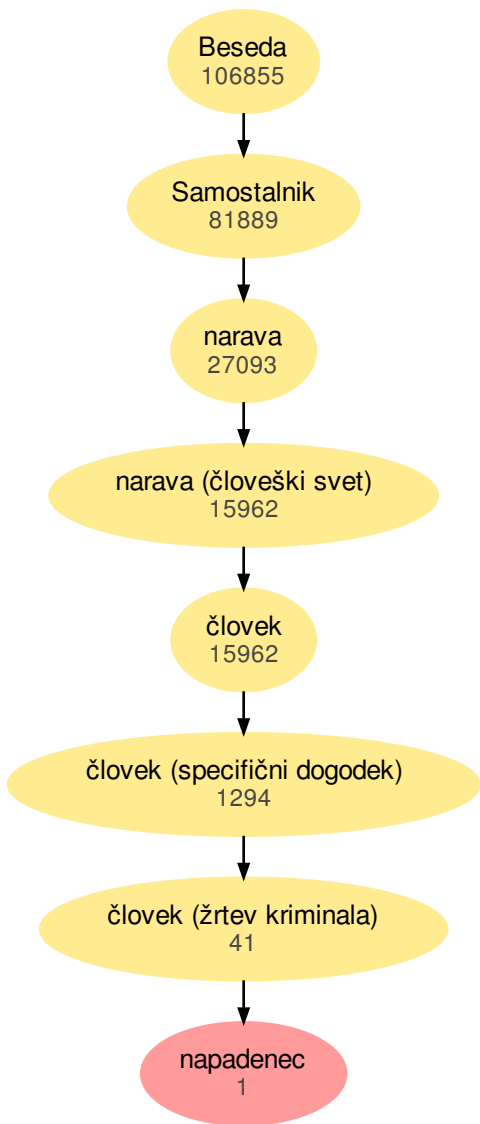 Beseda
106855
Samostalnik
81889
narava
27093
narava (človeški svet)
15962
človek
15962
človek (specifični dogodek)
1294
človek (žrtev kriminala)
41
napadenec
1